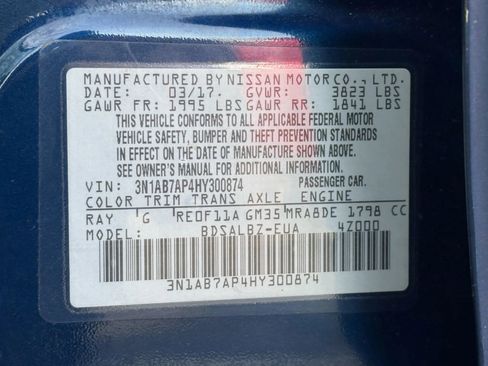 MANUFACTURED BY NISSAN MOTOR CO., LTD.
DATE: 03/17. GVWR: 3823 LBS
GAWR FR: 1995 LBS GAWR RR: 1841 LBS
THIS VEHICLE CONFORMS TO ALL APPLICABLE FEDERAL MOTOR
VEHICLE SAFETY, BUMPER AND THEFT PREVENTION STANDARDS
IN EFFECT ON THE DATE OF MANUFACTURE SHOWN ABOVE.
SEE OWNER'S MANUAL FOR ADDITIONAL INFORMATION.
VIN: 3N1AB7AP4HY300874 PASSENGER CAR.
COLOR TRIM TRANS AXLE ENGINE
RAY G RE0F11A GM35 MRA8DE 1798 CC
MODEL: BDSALBZ-EUA 4Z000
3N1AB7AP4HY300874